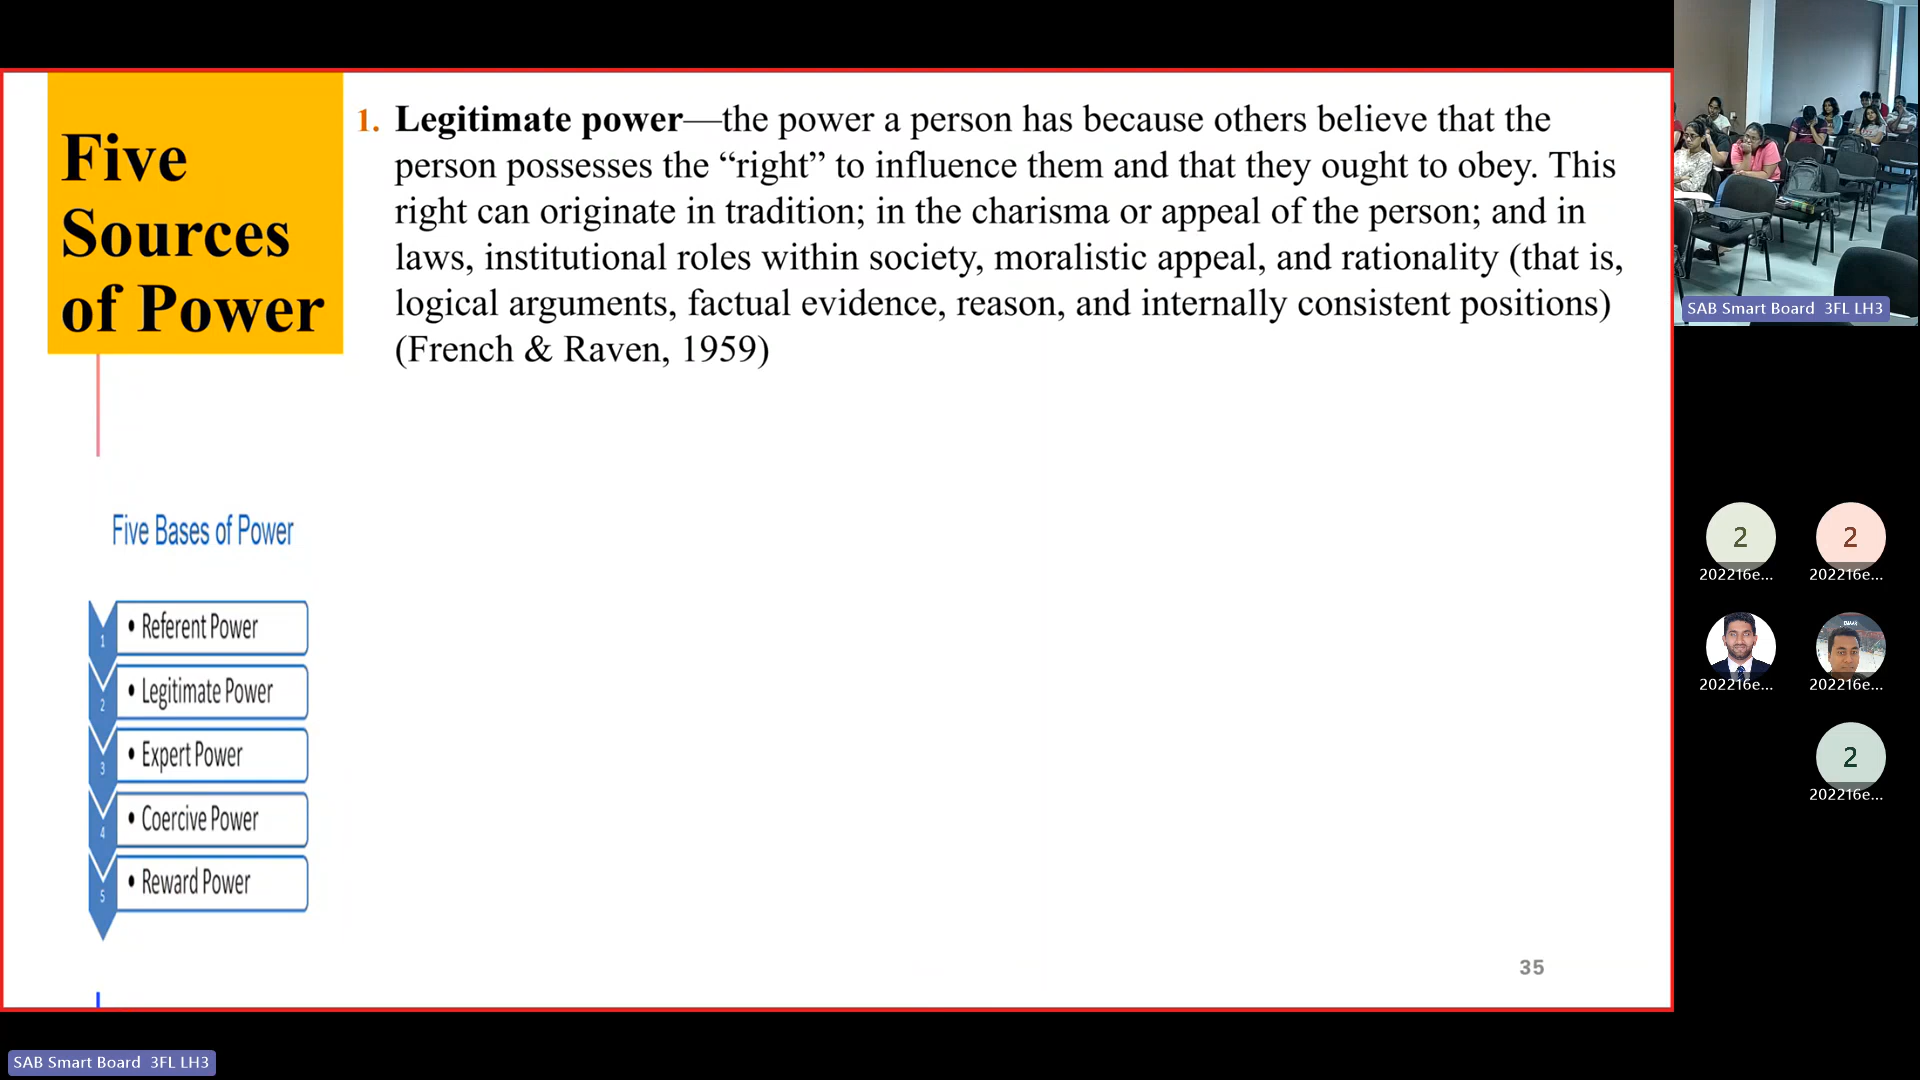 Five
Sources
of Power
1. Legitimate power—the power a person has because others believe that the
person possesses the “right” to influence them and that they ought to obey. This
right can originate in tradition; in the charisma or appeal of the person; and in
laws, institutional roles within society, moralistic appeal, and rationality (that is,
logical arguments, factual evidence, reason, and internally consistent positions)
(French & Raven, 1959)
Five Bases of Power
1 • Referent Power
2 • Legitimate Power
3 • Expert Power
4 • Coercive Power
5 • Reward Power
35
SAB Smart Board 3FL LH3
SAB Smart Board 3FL LH3
2
202216e...
2
202216e...
202216e...
202216e...
2
202216e...